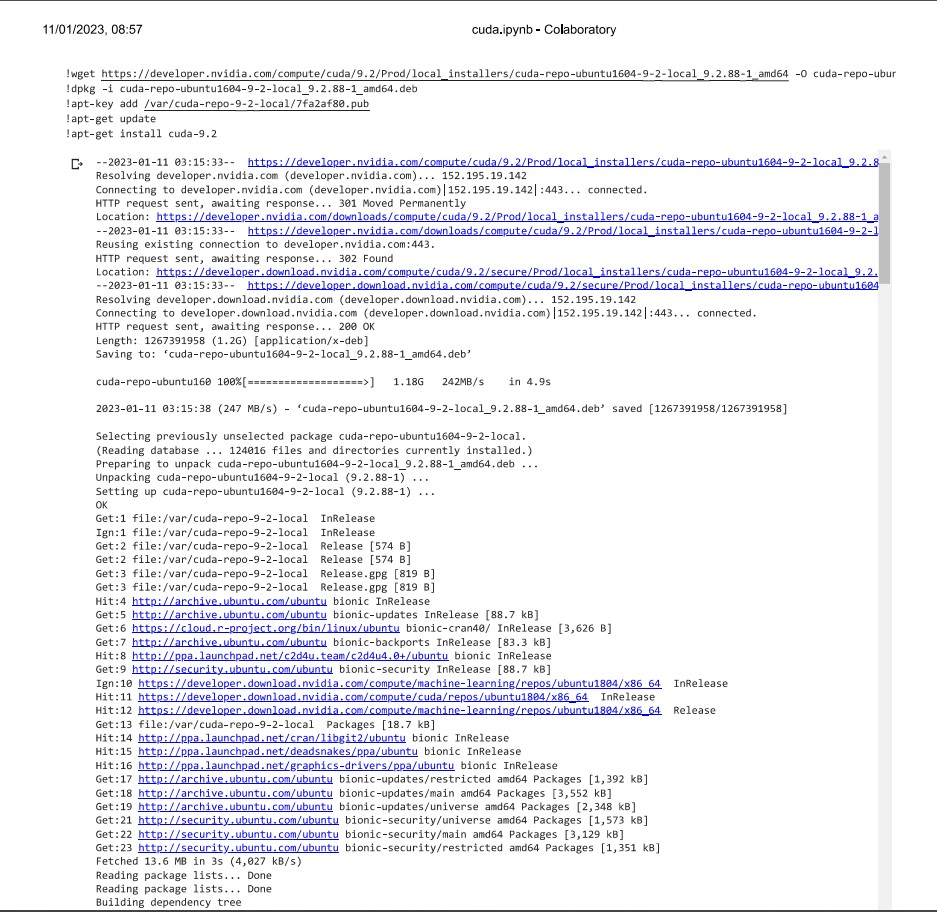 11/01/2023, 08:57
cuda.ipynb - Colaboratory
!wget https://developer.nvidia.com/compute/cuda/9.2/Prod/local_installers/cuda-repo-ubuntu1604-9-2-local_9.2.88-1_amd64 -O cuda-repo-ubur
!dpkg -i cuda-repo-ubuntu1604-9-2-local_9.2.88-1_amd64.deb
!apt-key add /var/cuda-repo-9-2-local/7fa2af80.pub
!apt-get update
!apt-get install cuda-9.2
--2023-01-11 03:15:33-- https://developer.nvidia.com/compute/cuda/9.2/Prod/local_installers/cuda-repo-ubuntu1604-9-2-local_9.2.8
Resolving developer.nvidia.com (developer.nvidia.com)... 152.195.19.142
Connecting to developer.nvidia.com (developer.nvidia.com)|152.195.19.142|:443... connected.
HTTP request sent, awaiting response... 301 Moved Permanently
Location: https://developer.nvidia.com/downloads/compute/cuda/9.2/Prod/local_installers/cuda-repo-ubuntu1604-9-2-local_9.2.88-1_a
--2023-01-11 03:15:33-- https://developer.nvidia.com/downloads/compute/cuda/9.2/Prod/local_installers/cuda-repo-ubuntu1604-9-2-l
Reusing existing connection to developer.nvidia.com:443.
HTTP request sent, awaiting response... 302 Found
Location: https://developer.download.nvidia.com/compute/cuda/9.2/secure/Prod/local_installers/cuda-repo-ubuntu1604-9-2-local_9.2.
--2023-01-11 03:15:33-- https://developer.download.nvidia.com/compute/cuda/9.2/secure/Prod/local_installers/cuda-repo-ubuntu1604
Resolving developer.download.nvidia.com (developer.download.nvidia.com)... 152.195.19.142
Connecting to developer.download.nvidia.com (developer.download.nvidia.com)|152.195.19.142|:443... connected.
HTTP request sent, awaiting response... 200 OK
Length: 1267391958 (1.2G) [application/x-deb]
Saving to: ‘cuda-repo-ubuntu1604-9-2-local_9.2.88-1_amd64.deb’
cuda-repo-ubuntu160 100%[===================>] 1.18G 242MB/s in 4.9s
2023-01-11 03:15:38 (247 MB/s) - ‘cuda-repo-ubuntu1604-9-2-local_9.2.88-1_amd64.deb’ saved [1267391958/1267391958]
Selecting previously unselected package cuda-repo-ubuntu1604-9-2-local.
(Reading database ... 124016 files and directories currently installed.)
Preparing to unpack cuda-repo-ubuntu1604-9-2-local_9.2.88-1_amd64.deb ...
Unpacking cuda-repo-ubuntu1604-9-2-local (9.2.88-1) ...
Setting up cuda-repo-ubuntu1604-9-2-local (9.2.88-1) ...
OK
Get:1 file:/var/cuda-repo-9-2-local InRelease
Ign:1 file:/var/cuda-repo-9-2-local InRelease
Get:2 file:/var/cuda-repo-9-2-local Release [574 B]
Get:2 file:/var/cuda-repo-9-2-local Release [574 B]
Get:3 file:/var/cuda-repo-9-2-local Release.gpg [819 B]
Get:3 file:/var/cuda-repo-9-2-local Release.gpg [819 B]
Hit:4 http://archive.ubuntu.com/ubuntu bionic InRelease
Get:5 http://archive.ubuntu.com/ubuntu bionic-updates InRelease [88.7 kB]
Get:6 https://cloud.r-project.org/bin/linux/ubuntu bionic-cran40/ InRelease [3,626 B]
Get:7 http://archive.ubuntu.com/ubuntu bionic-backports InRelease [83.3 kB]
Hit:8 http://ppa.launchpad.net/c2d4u.team/c2d4u4.0+/ubuntu bionic InRelease
Get:9 http://security.ubuntu.com/ubuntu bionic-security InRelease [88.7 kB]
Ign:10 https://developer.download.nvidia.com/compute/machine-learning/repos/ubuntu1804/x86_64 InRelease
Hit:11 https://developer.download.nvidia.com/compute/cuda/repos/ubuntu1804/x86_64 InRelease
Hit:12 https://developer.download.nvidia.com/compute/machine-learning/repos/ubuntu1804/x86_64 Release
Get:13 file:/var/cuda-repo-9-2-local Packages [18.7 kB]
Hit:14 http://ppa.launchpad.net/cran/libgit2/ubuntu bionic InRelease
Hit:15 http://ppa.launchpad.net/deadsnakes/ppa/ubuntu bionic InRelease
Hit:16 http://ppa.launchpad.net/graphics-drivers/ppa/ubuntu bionic InRelease
Get:17 http://archive.ubuntu.com/ubuntu bionic-updates/restricted amd64 Packages [1,392 kB]
Get:18 http://archive.ubuntu.com/ubuntu bionic-updates/main amd64 Packages [3,552 kB]
Get:19 http://archive.ubuntu.com/ubuntu bionic-updates/universe amd64 Packages [2,348 kB]
Get:21 http://security.ubuntu.com/ubuntu bionic-security/universe amd64 Packages [1,573 kB]
Get:22 http://security.ubuntu.com/ubuntu bionic-security/main amd64 Packages [3,129 kB]
Get:23 http://security.ubuntu.com/ubuntu bionic-security/restricted amd64 Packages [1,351 kB]
Fetched 13.6 MB in 3s (4,027 kB/s)
Reading package lists... Done
Reading package lists... Done
Building dependency tree